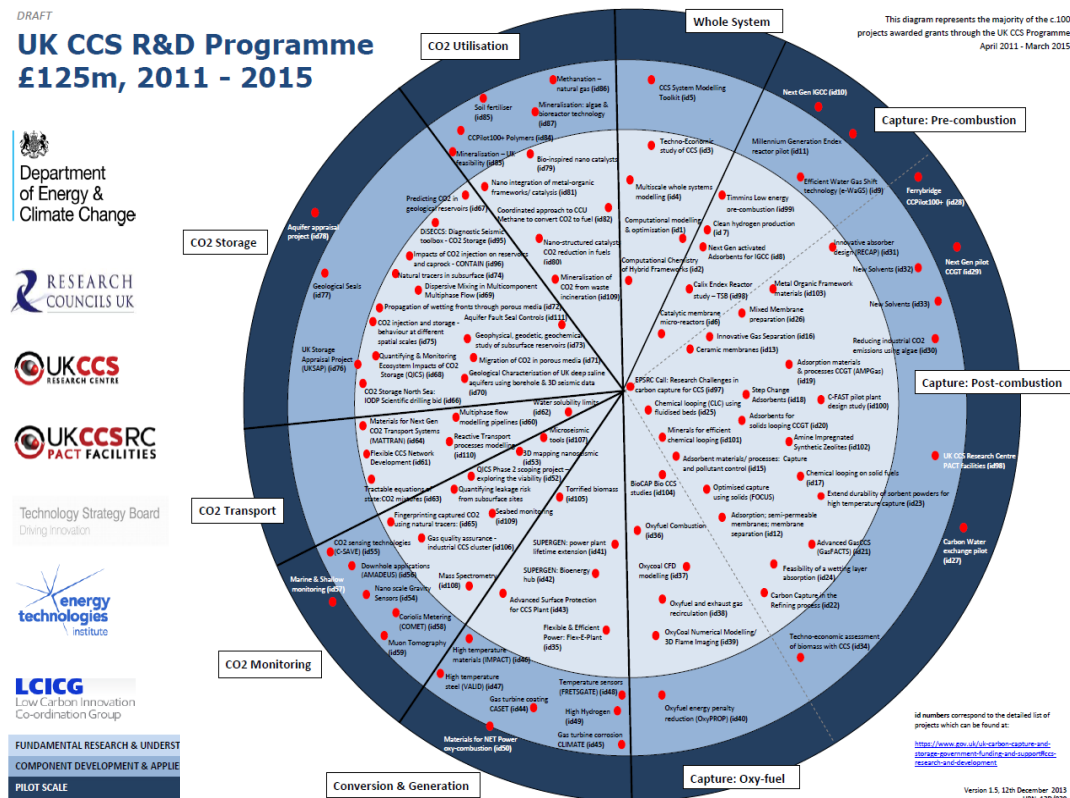 DRAFT
UK CCS R&D Programme
£125m, 2011 - 2015
This diagram represents the majority of the c.100
projects awarded grants through the UK CCS Programme
April 2011 - March 2015
Department
of Energy &
Climate Change
RESEARCH
COUNCILS UK
UKCCS
RESEARCH CENTRE
UKCCSRC
PACT FACILITIES
Technology Strategy Board
Driving Innovation
energy
technologies
institute
LCICG
Low Carbon Innovation
Co-ordination Group
FUNDAMENTAL RESEARCH & UNDERST
COMPONENT DEVELOPMENT & APPLIE
PILOT SCALE
CO2 Utilisation
Methanation –
natural gas (id86)
Soil fertiliser
(id85)
Mineralisation: algae &
bioreactor technology
(id87)
CCPilot100+ Polymers (id84)
Mineralisation – UK
feasibility (id85)
Bio-inspired nano catalysts
(id79)
Nano integration of metal-organic
frameworks/ catalysis (id81)
Coordinated approach to CCU
Methane to convert CO2 to fuel (id82)
Nano-structured catalyst
CO2 reduction in fuels
(id80)
Mineralisation of
CO2 from waste
incineration (id109)
Whole System
CCS System Modelling
Toolkit (id5)
Techno-Economic
study of CCS (id3)
Multiscale whole systems
modelling (id4)
Computational modelling
& optimization (id1)
Computational Chemistry
of Hybrid Frameworks (id2)
Capture: Pre-combustion
Next Gen IGCC (id10)
Millennium Generation Endex
reactor pilot (id11)
Efficient Water Gas Shift
technology (e-WaGS) (id9)
Timmins Low energy
pre-combustion (id99)
Clean hydrogen production
(id 7)
Next Gen activated
Adsorbents for IGCC (id8)
Calix Endex Reactor
study – TSB (id98)
Catalytic membrane
micro-reactors (id6)
Metal Organic Framework
materials (id103)
Mixed Membrane
preparation (id26)
Innovative Gas Separation (id16)
Ceramic membranes (id13)
Capture: Post-combustion
Ferrybridge
CCPilot100+ (id28)
Next Gen pilot
CCGT (id29)
Innovative absorber
design(RECAP) (id31)
New Solvents (id32)
New Solvents (id33)
Reducing industrial CO2
emissions using algae (id30)
Adsorption materials
& processes CCGT (AMPGas)
(id19)
Step Change
Adsorbents (id18)
C-FAST pilot plant
design study (id100)
EPSRC Call: Research Challenges in
carbon capture for CCS (id97)
Chemical looping (CLC) using
fluidised beds (id25)
Adsorbents for
solids looping CCGT (id20)
Minerals for efficient
chemical looping (id101)
Amine Impregnated
Synthetic Zeolites (id102)
Adsorbent materials/ processes: Capture
and pollutant control (id15)
UK CCS Research Centre
PACT facilities (id98)
Chemical looping on solid fuels
(id17)
BioCAP Bio CCS
studies (id104)
Optimised capture
using solids (FOCUS)
Extend durability of sorbent powders for
high temperature capture (id23)
Adsorption; semi-permeable
membranes; membrane
separation (id12)
Carbon Water
exchange pilot
(id27)
Advanced GasCCS
(GasFACTS) (id21)
Feasibility of a wetting layer
absorption (id24)
Carbon Capture in the
Refining process (id22)
Techno-economic assessment
of biomass with CCS (id34)
Capture: Oxy-fuel
Oxyfuel Combustion
(id36)
Oxycoal CFD
modelling (id37)
Oxyfuel and exhaust gas
recirculation (id38)
OxyCoal Numerical Modelling/
3D Flame Imaging (id39)
Oxyfuel energy penalty
reduction (OxyPROP) (id40)
Conversion & Generation
Torrified biomass
(id105)
SUPERGEN: power plant
lifetime extension (id41)
SUPERGEN: Bioenergy
hub (id42)
Advanced Surface Protection
for CCS Plant (id43)
Flexible & Efficient
Power: Flex-E-Plant
(id35)
High temperature
materials (IMPACT) (id46)
High temperature
steel (VALID) (id47)
Gas turbine coating
CASET (id44)
Temperature sensors
(FRETSGATE) (id48)
High Hydrogen
(id49)
Gas turbine corrosion
CLIMATE (id45)
Materials for NET Power
oxy-combustion (id50)
CO2 Monitoring
Microseismic
tools (id107)
3D mapping nanoseismic
(id53)
QICS Phase 2 scoping project –
exploring the viability (id52)
Quantifying leakage risk
from subsurface sites
Seabed monitoring
(id109)
Fingerprinting captured CO2
using natural tracers: (id65)
Gas quality assurance -
industrial CCS cluster (id106)
Mass Spectrometry
(id108)
CO2 sensing technologies
(C-SAVE) (id55)
Downhole applications
(AMADEUS) (id56)
Marine & Shallow
monitoring (id57)
Nano scale Gravity
Sensors (id54)
Coriolis Metering
(COMET) (id58)
Muon Tomography
(id59)
CO2 Transport
Water solubility limits
(id62)
Multiphase flow
modelling pipelines (id60)
Materials for Next Gen
CO2 Transport Systems
(MATTRAN) (id64)
Reactive Transport
processes modelling
(id110)
Flexible CCS Network
Development (id61)
Tractable equations of
state:CO2 mixtures (id63)
CO2 Storage
Aquifer appraisal
project (id78)
Geological Seals
(id77)
UK Storage
Appraisal Project
(UKSAP) (id76)
Predicting CO2 in
geological reservoirs (id67)
DiSECCS: Diagnostic Seismic
toolbox - CO2 Storage (id95)
Impacts of CO2 injection on reservoirs
and caprock - CONTAIN (id96)
Natural tracers in subsurface (id74)
Dispersive Mixing in Multicomponent
Multiphase Flow (id69)
Propagation of wetting fronts through porous media (id72)
Aquifer Fault Seal Controls (id111)
CO2 injection and storage -
behaviour at different
spatial scales (id75)
Geophysical, geodetic, geochemical
study of subsurface reservoirs (id73)
Quantifying & Monitoring
Ecosystem Impacts of CO2
Storage (QICS) (id68)
Migration of CO2 in porous media (id71)
Geological Characterisation of UK deep saline
aquifers using borehole & 3D seismic data
(id70)
CO2 Storage North Sea:
IODP Scientific drilling bid (id66)
id numbers correspond to the detailed list of
projects which can be found at:
https://www.gov.uk/uk-carbon-capture-and-
storage-government-funding-and-support#ccs-
research-and-development
Version 1.5, 12th December 2013